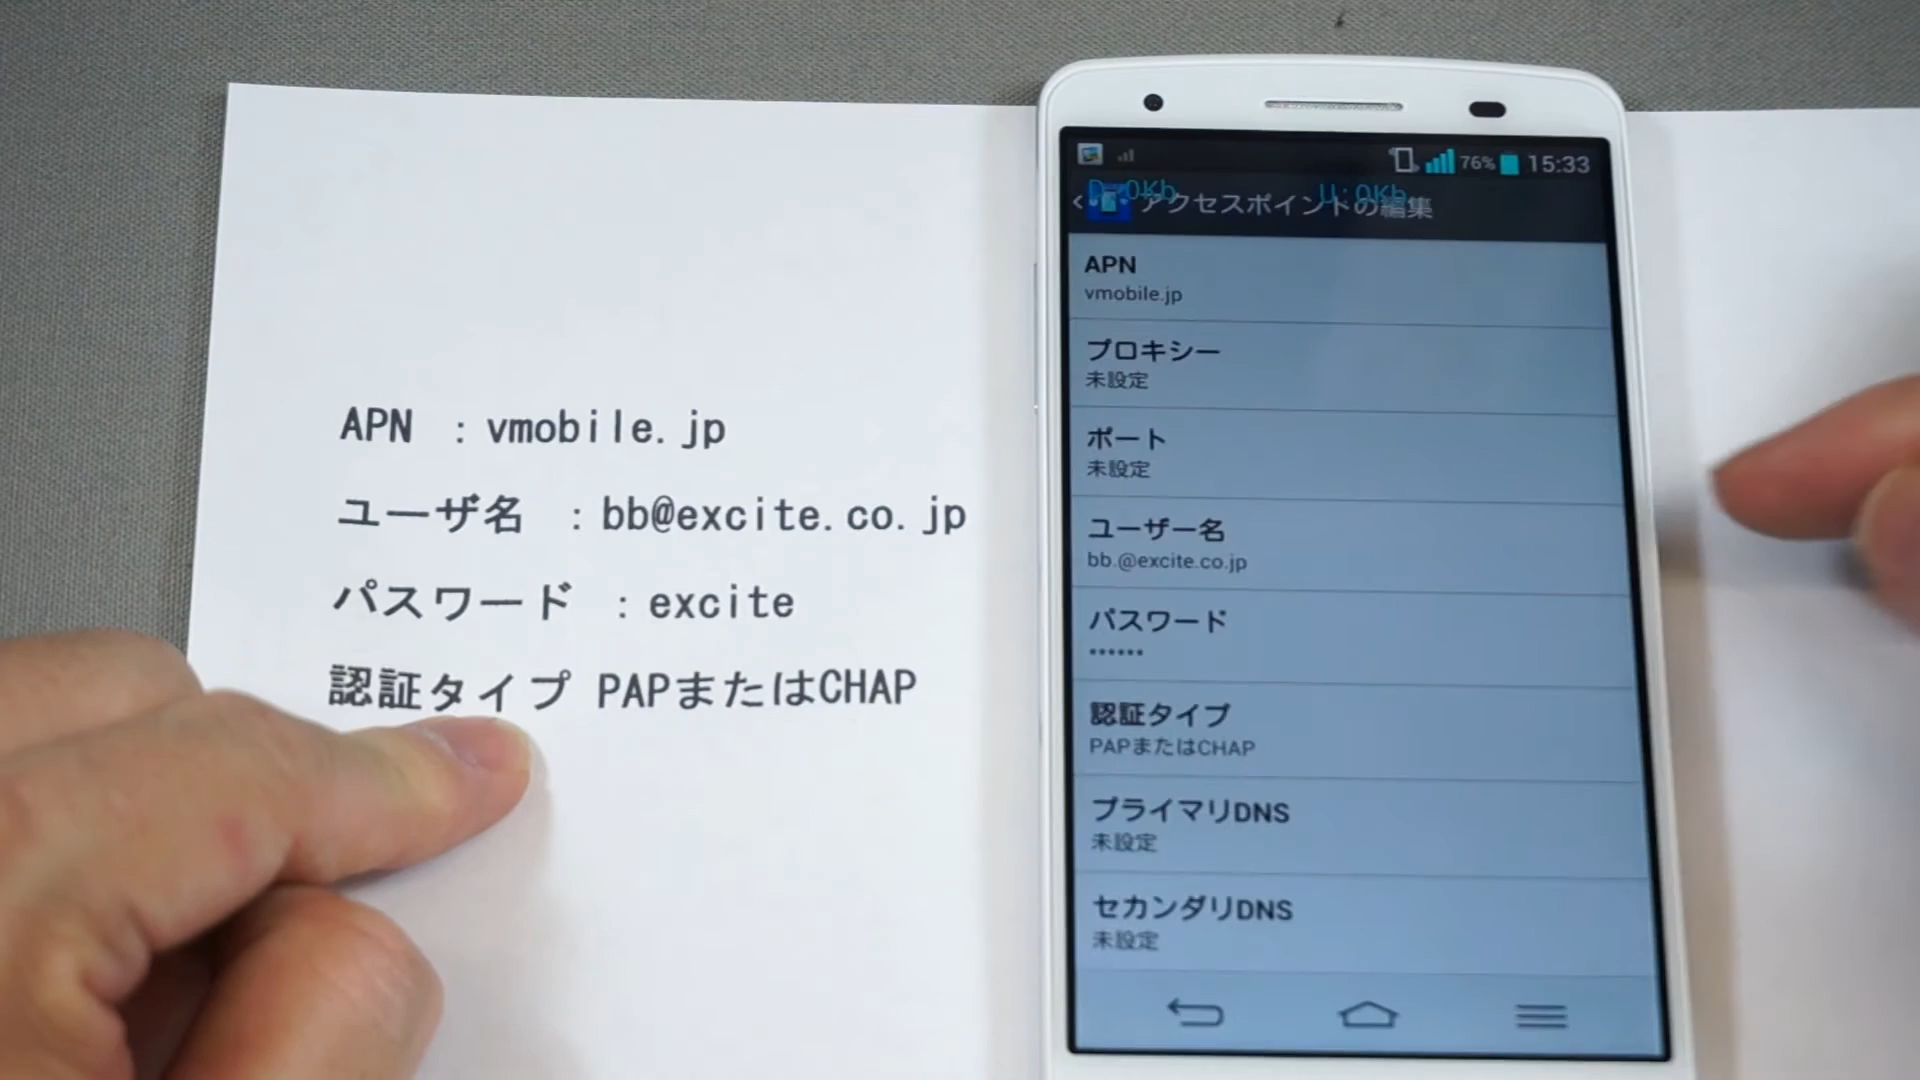 APN : vmobile.jp
ユーザ名 : bb@excite.co.jp
パスワード : excite
認証タイプ PAPまたはCHAP
76% 15:33
D: 0Kb U: 0Kb
アクセスポイントの編集
APN
vmobile.jp
プロキシー
未設定
ポート
未設定
ユーザー名
bb.@excite.co.jp
パスワード
••••••
認証タイプ
PAPまたはCHAP
プライマリDNS
未設定
セカンダリDNS
未設定